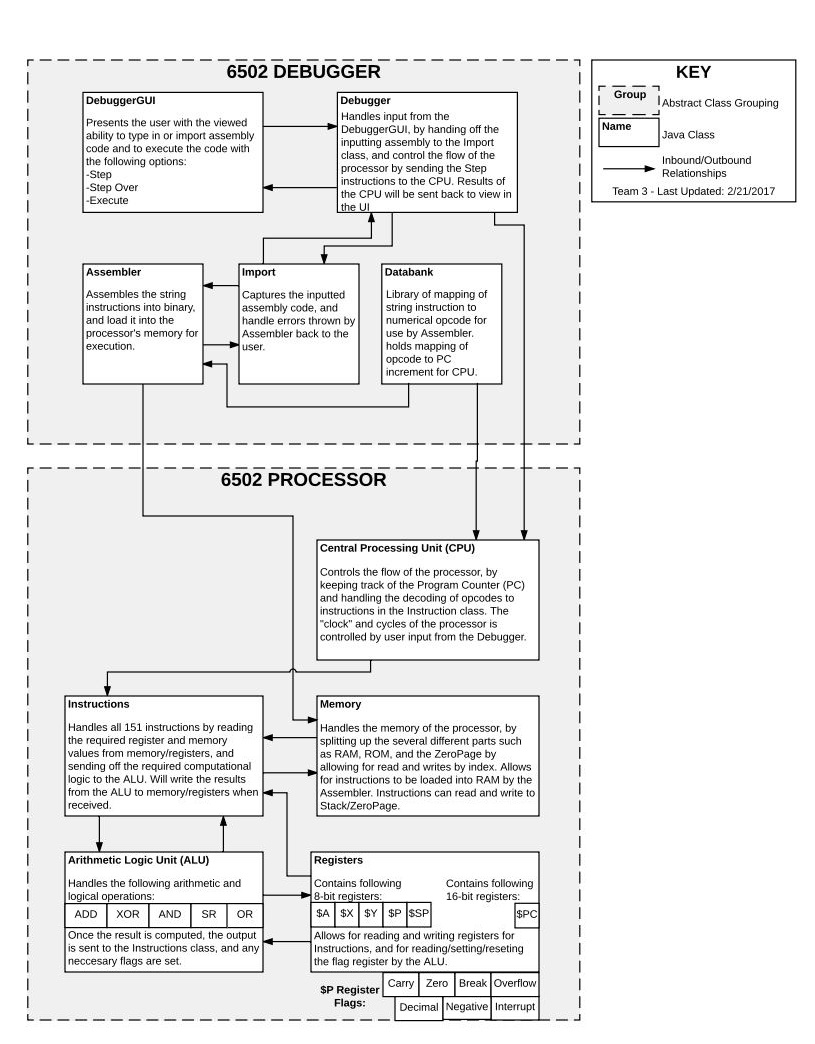 6502 DEBUGGER
DebuggerGUI
Presents the user with the viewed
ability to type in or import assembly
code and to execute the code with
the following options:
-Step
-Step Over
-Execute
Debugger
Handles input from the
DebuggerGUI, by handing off the
inputting assembly to the Import
class, and control the flow of the
processor by sending the Step
instructions to the CPU. Results of
the CPU will be sent back to view in
the UI
KEY
Group
Abstract Class Grouping
Name
Java Class
Inbound/Outbound
Relationships
Team 3 - Last Updated: 2/21/2017
Assembler
Assembles the string
instructions into binary,
and load it into the
processor's memory for
execution.
Import
Captures the inputted
assembly code, and
handle errors thrown by
Assembler back to the
user.
Databank
Library of mapping of
string instruction to
numerical opcode for
use by Assembler.
holds mapping of
opcode to PC
increment for CPU.
6502 PROCESSOR
Central Processing Unit (CPU)
Controls the flow of the processor, by
keeping track of the Program Counter (PC)
and handling the decoding of opcodes to
instructions in the Instruction class. The
"clock" and cycles of the processor is
controlled by user input from the Debugger.
Instructions
Handles all 151 instructions by reading
the required register and memory
values from memory/registers, and
sending off the required computational
logic to the ALU. Will write the results
from the ALU to memory/registers when
received.
Memory
Handles the memory of the processor, by
splitting up the several different parts such
as RAM, ROM, and the ZeroPage by
allowing for read and writes by index. Allows
for instructions to be loaded into RAM by the
Assembler. Instructions can read and write to
Stack/ZeroPage.
Arithmetic Logic Unit (ALU)
Handles the following arithmetic and
logical operations:
ADD XOR AND SR OR
Once the result is computed, the output
is sent to the Instructions class, and any
neccesary flags are set.
Registers
Contains following
8-bit registers:
Contains following
16-bit registers:
$A $X $Y $P $SP $PC
Allows for reading and writing registers for
Instructions, and for reading/setting/reseting
the flag register by the ALU.
$P Register
Flags:
Carry Zero Break Overflow
Decimal Negative Interrupt